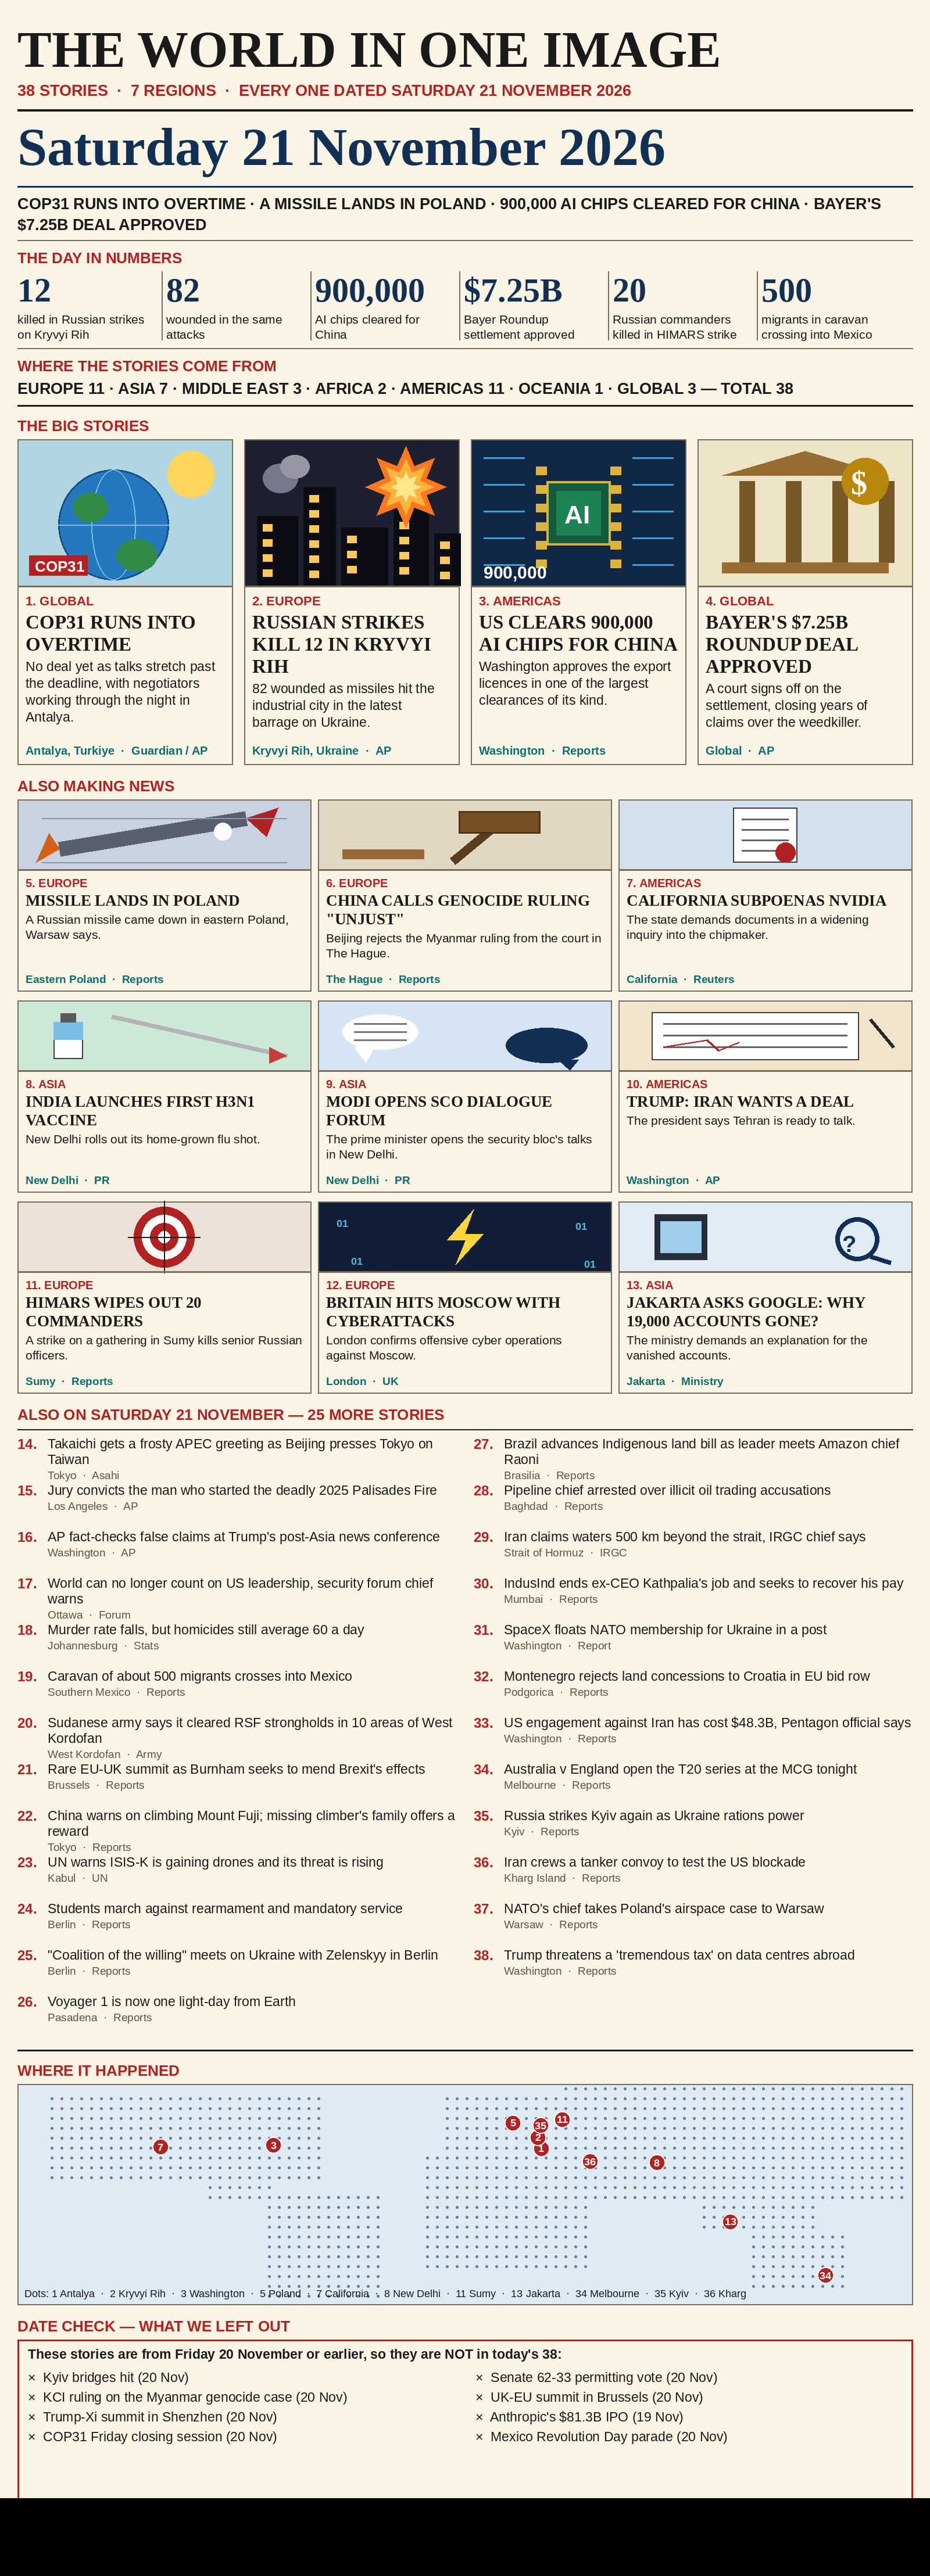 THE WORLD IN ONE IMAGE
38 STORIES · 7 REGIONS · EVERY ONE DATED SATURDAY 21 NOVEMBER 2026
Saturday 21 November 2026
COP31 RUNS INTO OVERTIME · A MISSILE LANDS IN POLAND · 900,000 AI CHIPS CLEARED FOR CHINA · BAYER'S
$7.25B DEAL APPROVED
THE DAY IN NUMBERS
12
killed in Russian strikes
on Kryvyi Rih
82
wounded in the same
attacks
900,000
AI chips cleared for
China
$7.25B
Bayer Roundup
settlement approved
20
Russian commanders
killed in HIMARS strike
500
migrants in caravan
crossing into Mexico
WHERE THE STORIES COME FROM
EUROPE 11 · ASIA 7 · MIDDLE EAST 3 · AFRICA 2 · AMERICAS 11 · OCEANIA 1 · GLOBAL 3 — TOTAL 38
THE BIG STORIES
COP31
1. GLOBAL
COP31 RUNS INTO
OVERTIME
No deal yet as talks stretch past
the deadline, with negotiators
working through the night in
Antalya.
Antalya, Turkiye · Guardian / AP
2. EUROPE
RUSSIAN STRIKES
KILL 12 IN KRYVYI
RIH
82 wounded as missiles hit the
industrial city in the latest
barrage on Ukraine.
Kryvyi Rih, Ukraine · AP
AI
900,000
3. AMERICAS
US CLEARS 900,000
AI CHIPS FOR CHINA
Washington approves the export
licences in one of the largest
clearances of its kind.
Washington · Reports
$
4. GLOBAL
BAYER'S $7.25B
ROUNDUP DEAL
APPROVED
A court signs off on the
settlement, closing years of
claims over the weedkiller.
Global · AP
ALSO MAKING NEWS
5. EUROPE
MISSILE LANDS IN POLAND
A Russian missile came down in eastern Poland,
Warsaw says.
Eastern Poland · Reports
6. EUROPE
CHINA CALLS GENOCIDE RULING
"UNJUST"
Beijing rejects the Myanmar ruling from the court in
The Hague.
The Hague · Reports
7. AMERICAS
CALIFORNIA SUBPOENAS NVIDIA
The state demands documents in a widening
inquiry into the chipmaker.
California · Reuters
8. ASIA
INDIA LAUNCHES FIRST H3N1
VACCINE
New Delhi rolls out its home-grown flu shot.
New Delhi · PR
9. ASIA
MODI OPENS SCO DIALOGUE
FORUM
The prime minister opens the security bloc's talks
in New Delhi.
New Delhi · PR
10. AMERICAS
TRUMP: IRAN WANTS A DEAL
The president says Tehran is ready to talk.
Washington · AP
11. EUROPE
HIMARS WIPES OUT 20
COMMANDERS
A strike on a gathering in Sumy kills senior Russian
officers.
Sumy · Reports
01
01
01
01
12. EUROPE
BRITAIN HITS MOSCOW WITH
CYBERATTACKS
London confirms offensive cyber operations
against Moscow.
London · UK
?
13. ASIA
JAKARTA ASKS GOOGLE: WHY
19,000 ACCOUNTS GONE?
The ministry demands an explanation for the
vanished accounts.
Jakarta · Ministry
ALSO ON SATURDAY 21 NOVEMBER — 25 MORE STORIES
14. Takaichi gets a frosty APEC greeting as Beijing presses Tokyo on
Taiwan
Tokyo · Asahi
15. Jury convicts the man who started the deadly 2025 Palisades Fire
Los Angeles · AP
16. AP fact-checks false claims at Trump's post-Asia news conference
Washington · AP
17. World can no longer count on US leadership, security forum chief
warns
Ottawa · Forum
18. Murder rate falls, but homicides still average 60 a day
Johannesburg · Stats
19. Caravan of about 500 migrants crosses into Mexico
Southern Mexico · Reports
20. Sudanese army says it cleared RSF strongholds in 10 areas of West
Kordofan
West Kordofan · Army
21. Rare EU-UK summit as Burnham seeks to mend Brexit's effects
Brussels · Reports
22. China warns on climbing Mount Fuji; missing climber's family offers a
reward
Tokyo · Reports
23. UN warns ISIS-K is gaining drones and its threat is rising
Kabul · UN
24. Students march against rearmament and mandatory service
Berlin · Reports
25. "Coalition of the willing" meets on Ukraine with Zelenskyy in Berlin
Berlin · Reports
26. Voyager 1 is now one light-day from Earth
Pasadena · Reports
27. Brazil advances Indigenous land bill as leader meets Amazon chief
Raoni
Brasilia · Reports
28. Pipeline chief arrested over illicit oil trading accusations
Baghdad · Reports
29. Iran claims waters 500 km beyond the strait, IRGC chief says
Strait of Hormuz · IRGC
30. IndusInd ends ex-CEO Kathpalia's job and seeks to recover his pay
Mumbai · Reports
31. SpaceX floats NATO membership for Ukraine in a post
Washington · Report
32. Montenegro rejects land concessions to Croatia in EU bid row
Podgorica · Reports
33. US engagement against Iran has cost $48.3B, Pentagon official says
Washington · Reports
34. Australia v England open the T20 series at the MCG tonight
Melbourne · Reports
35. Russia strikes Kyiv again as Ukraine rations power
Kyiv · Reports
36. Iran crews a tanker convoy to test the US blockade
Kharg Island · Reports
37. NATO's chief takes Poland's airspace case to Warsaw
Warsaw · Reports
38. Trump threatens a 'tremendous tax' on data centres abroad
Washington · Reports
WHERE IT HAPPENED
5
35
11
2
1
7
3
36
8
13
34
Dots: 1 Antalya · 2 Kryvyi Rih · 3 Washington · 5 Poland · 7 California · 8 New Delhi · 11 Sumy · 13 Jakarta · 34 Melbourne · 35 Kyiv · 36 Kharg
DATE CHECK — WHAT WE LEFT OUT
These stories are from Friday 20 November or earlier, so they are NOT in today's 38:
× Kyiv bridges hit (20 Nov)
× KCI ruling on the Myanmar genocide case (20 Nov)
× Trump-Xi summit in Shenzhen (20 Nov)
× COP31 Friday closing session (20 Nov)
× Senate 62-33 permitting vote (20 Nov)
× UK-EU summit in Brussels (20 Nov)
× Anthropic's $81.3B IPO (19 Nov)
× Mexico Revolution Day parade (20 Nov)